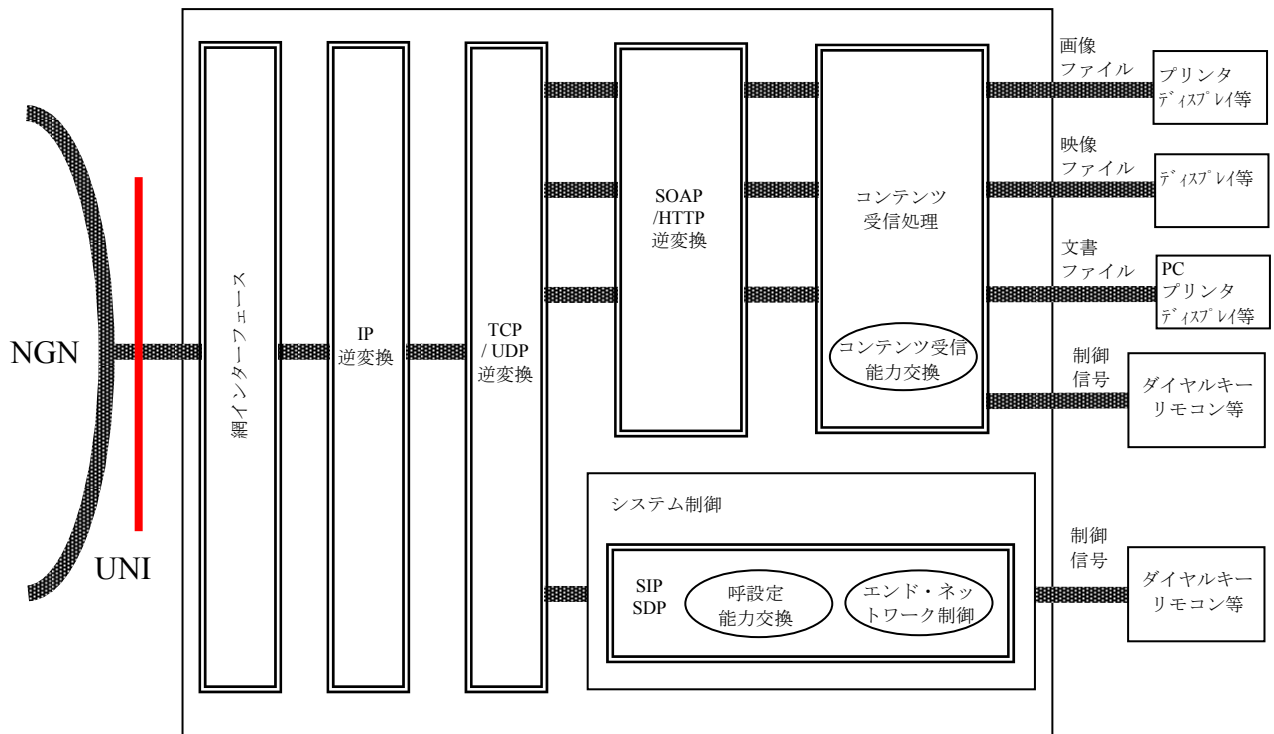 NGN
UNI
網インターフェース
IP
逆変換
TCP
/ UDP
逆変換
SOAP
/HTTP
逆変換
コンテンツ
受信処理
コンテンツ受信
能力交換
画像
ファイル
プリンタ
ディスプレイ等
映像
ファイル
ディスプレイ等
文書
ファイル
PC
プリンタ
ディスプレイ等
制御
信号
ダイヤルキー
リモコン等
システム制御
SIP
SDP
呼設定
能力交換
エンド・ネッ
トワーク制御
制御
信号
ダイヤルキー
リモコン等